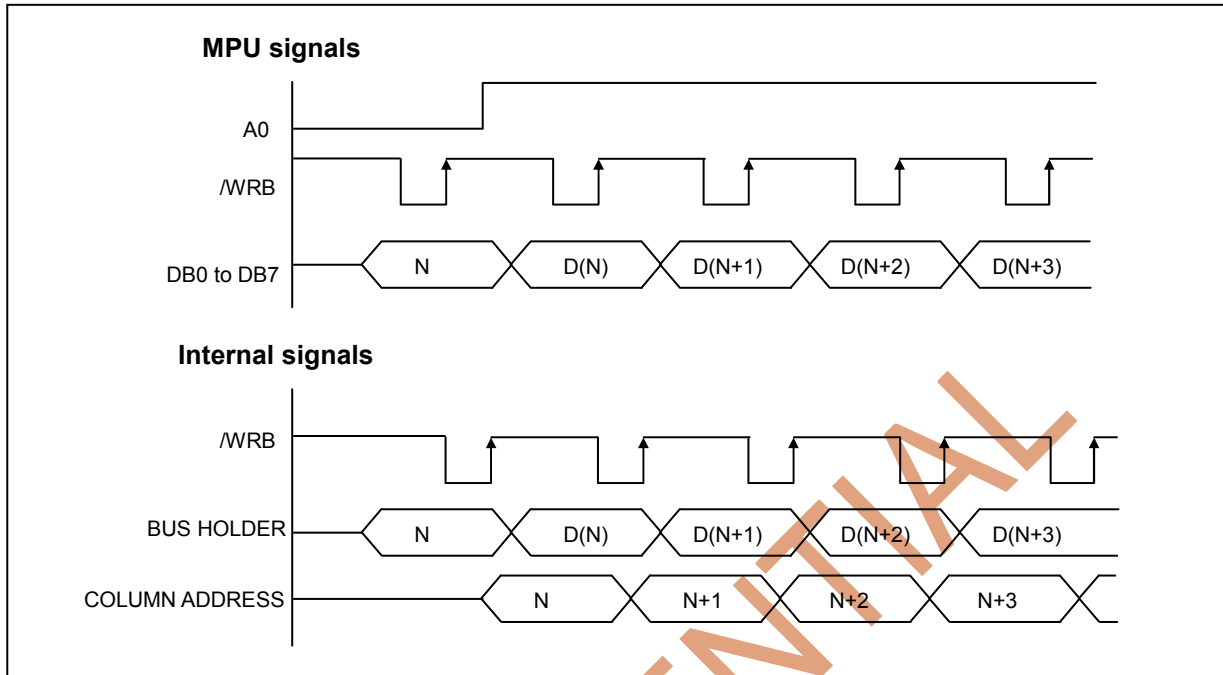 MPU signals
A0
/WRB
DB0 to DB7 N D(N) D(N+1) D(N+2) D(N+3)
Internal signals
/WRB
BUS HOLDER N D(N) D(N+1) D(N+2) D(N+3)
COLUMN ADDRESS N N+1 N+2 N+3
ENTIAL